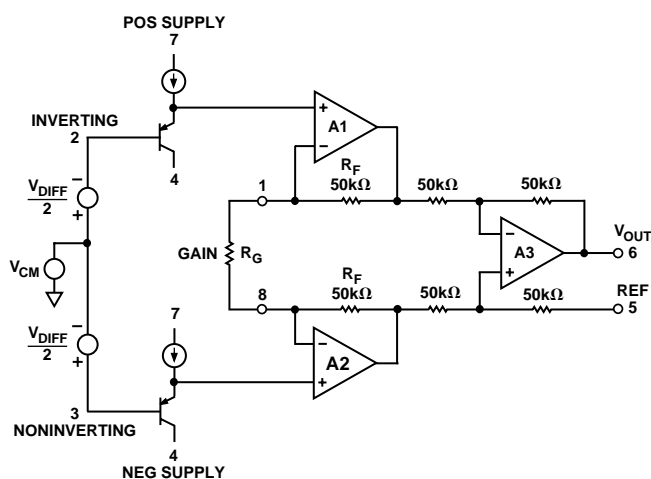 POS SUPPLY
7
INVERTING
2
4
+
A1
−
R_F
50kΩ
50kΩ
50kΩ
1
−
V_DIFF
2
+
V_CM
GAIN
R_G
−
A3
+
V_OUT
6
REF
5
8
R_F
50kΩ
50kΩ
50kΩ
−
V_DIFF
2
+
7
−
A2
+
3
NONINVERTING
4
NEG SUPPLY